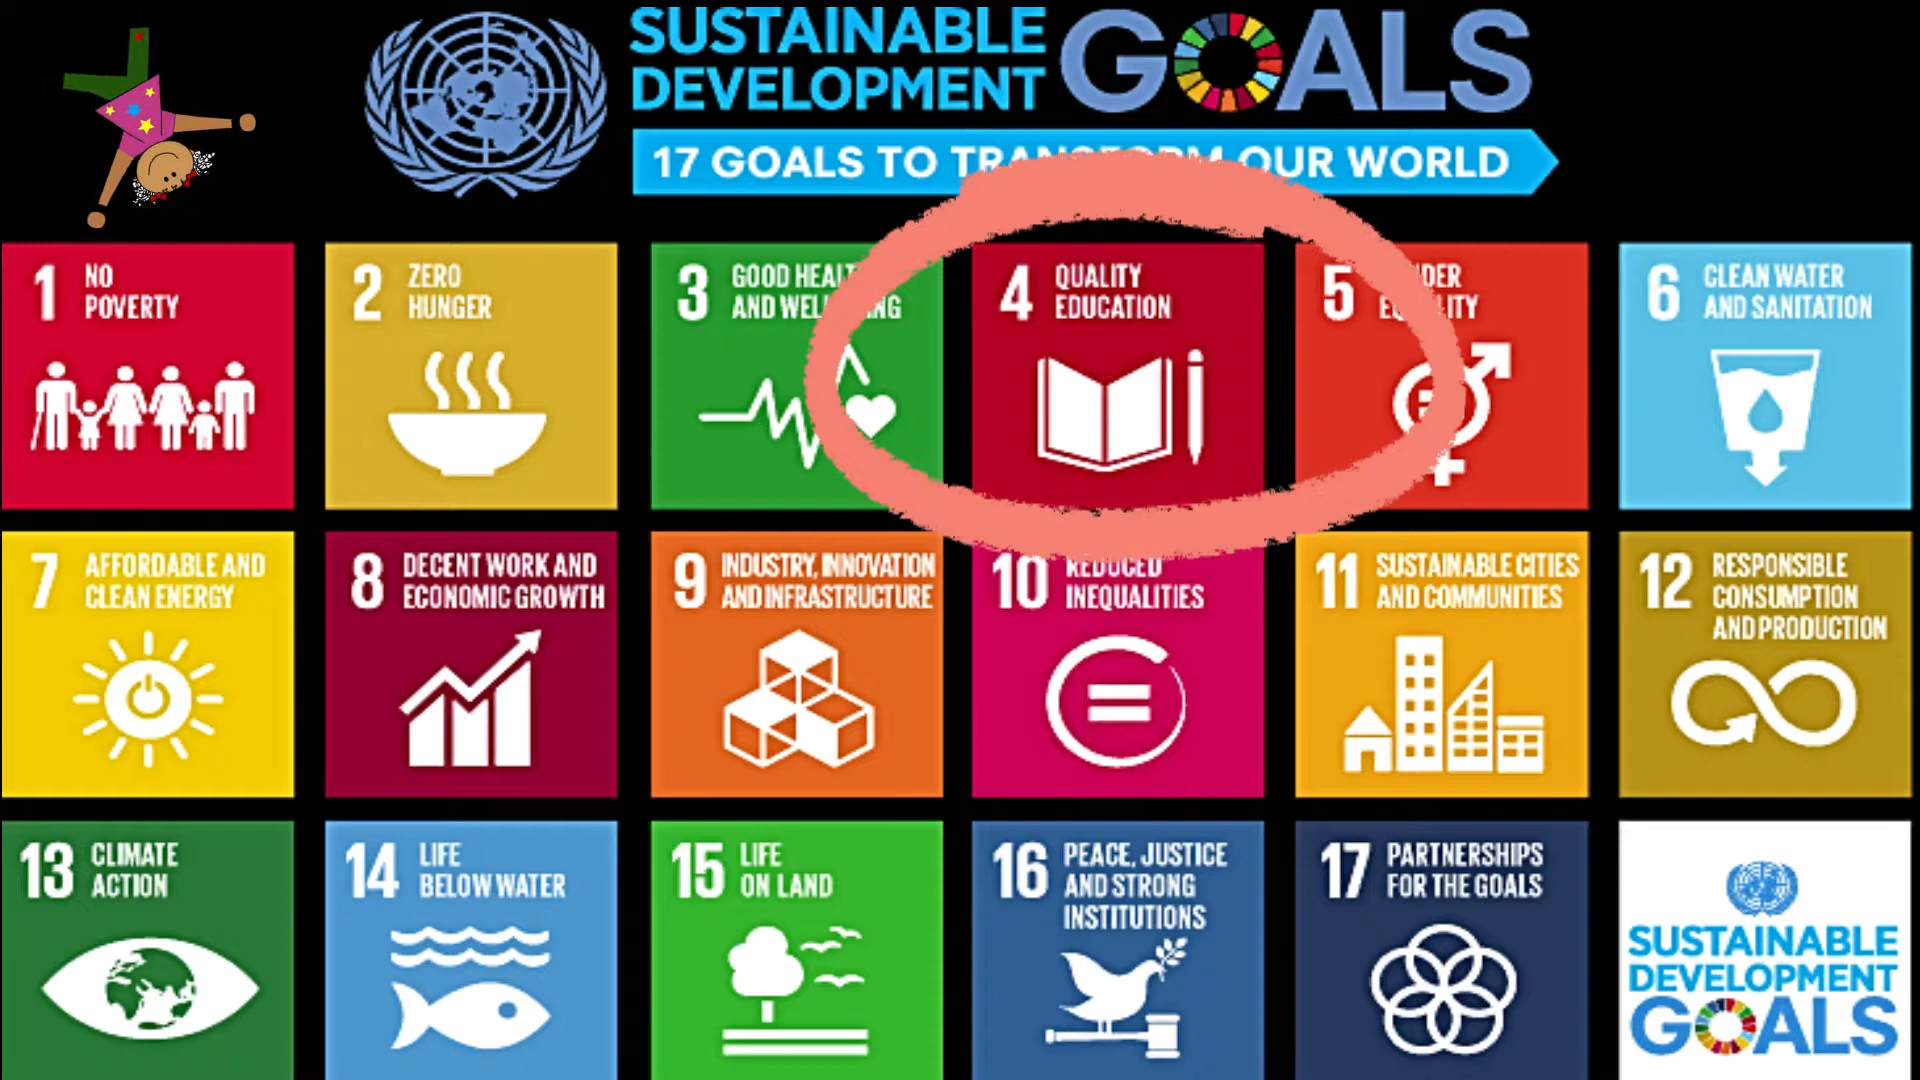 SUSTAINABLE
DEVELOPMENT
GOALS
17 GOALS TO TRANSFORM OUR WORLD
1 NO
POVERTY
2 ZERO
HUNGER
3 GOOD
AND
4 QUALITY
EDUCATION
5
6 CLEAN WATER
AND SANITATION
7 AFFORDABLE AND
CLEAN ENERGY
8 DECENT WORK AND
ECONOMIC GROWTH
9 INDUSTRY, INNOVATION
AND INFRASTRUCTURE
10 REDUCED
INEQUALITIES
11 SUSTAINABLE CITIES
AND COMMUNITIES
12 RESPONSIBLE
CONSUMPTION
AND PRODUCTION
13 CLIMATE
ACTION
14 LIFE
BELOW WATER
15 LIFE
ON LAND
16 PEACE, JUSTICE
AND STRONG
INSTITUTIONS
17 PARTNERSHIPS
FOR THE GOALS
SUSTAINABLE
DEVELOPMENT
GOALS